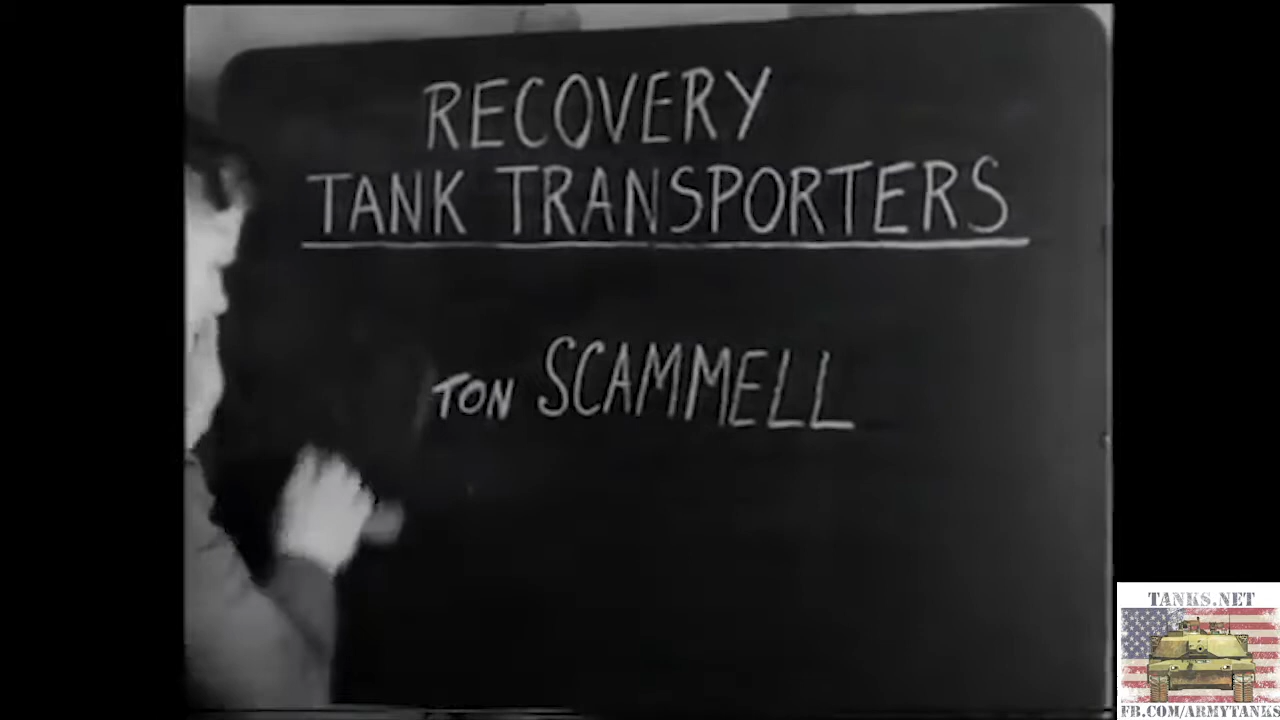 RECOVERY
TANK TRANSPORTERS
TON SCAMMELL
TANKS.NET
FB.COM/ARMYTANKS